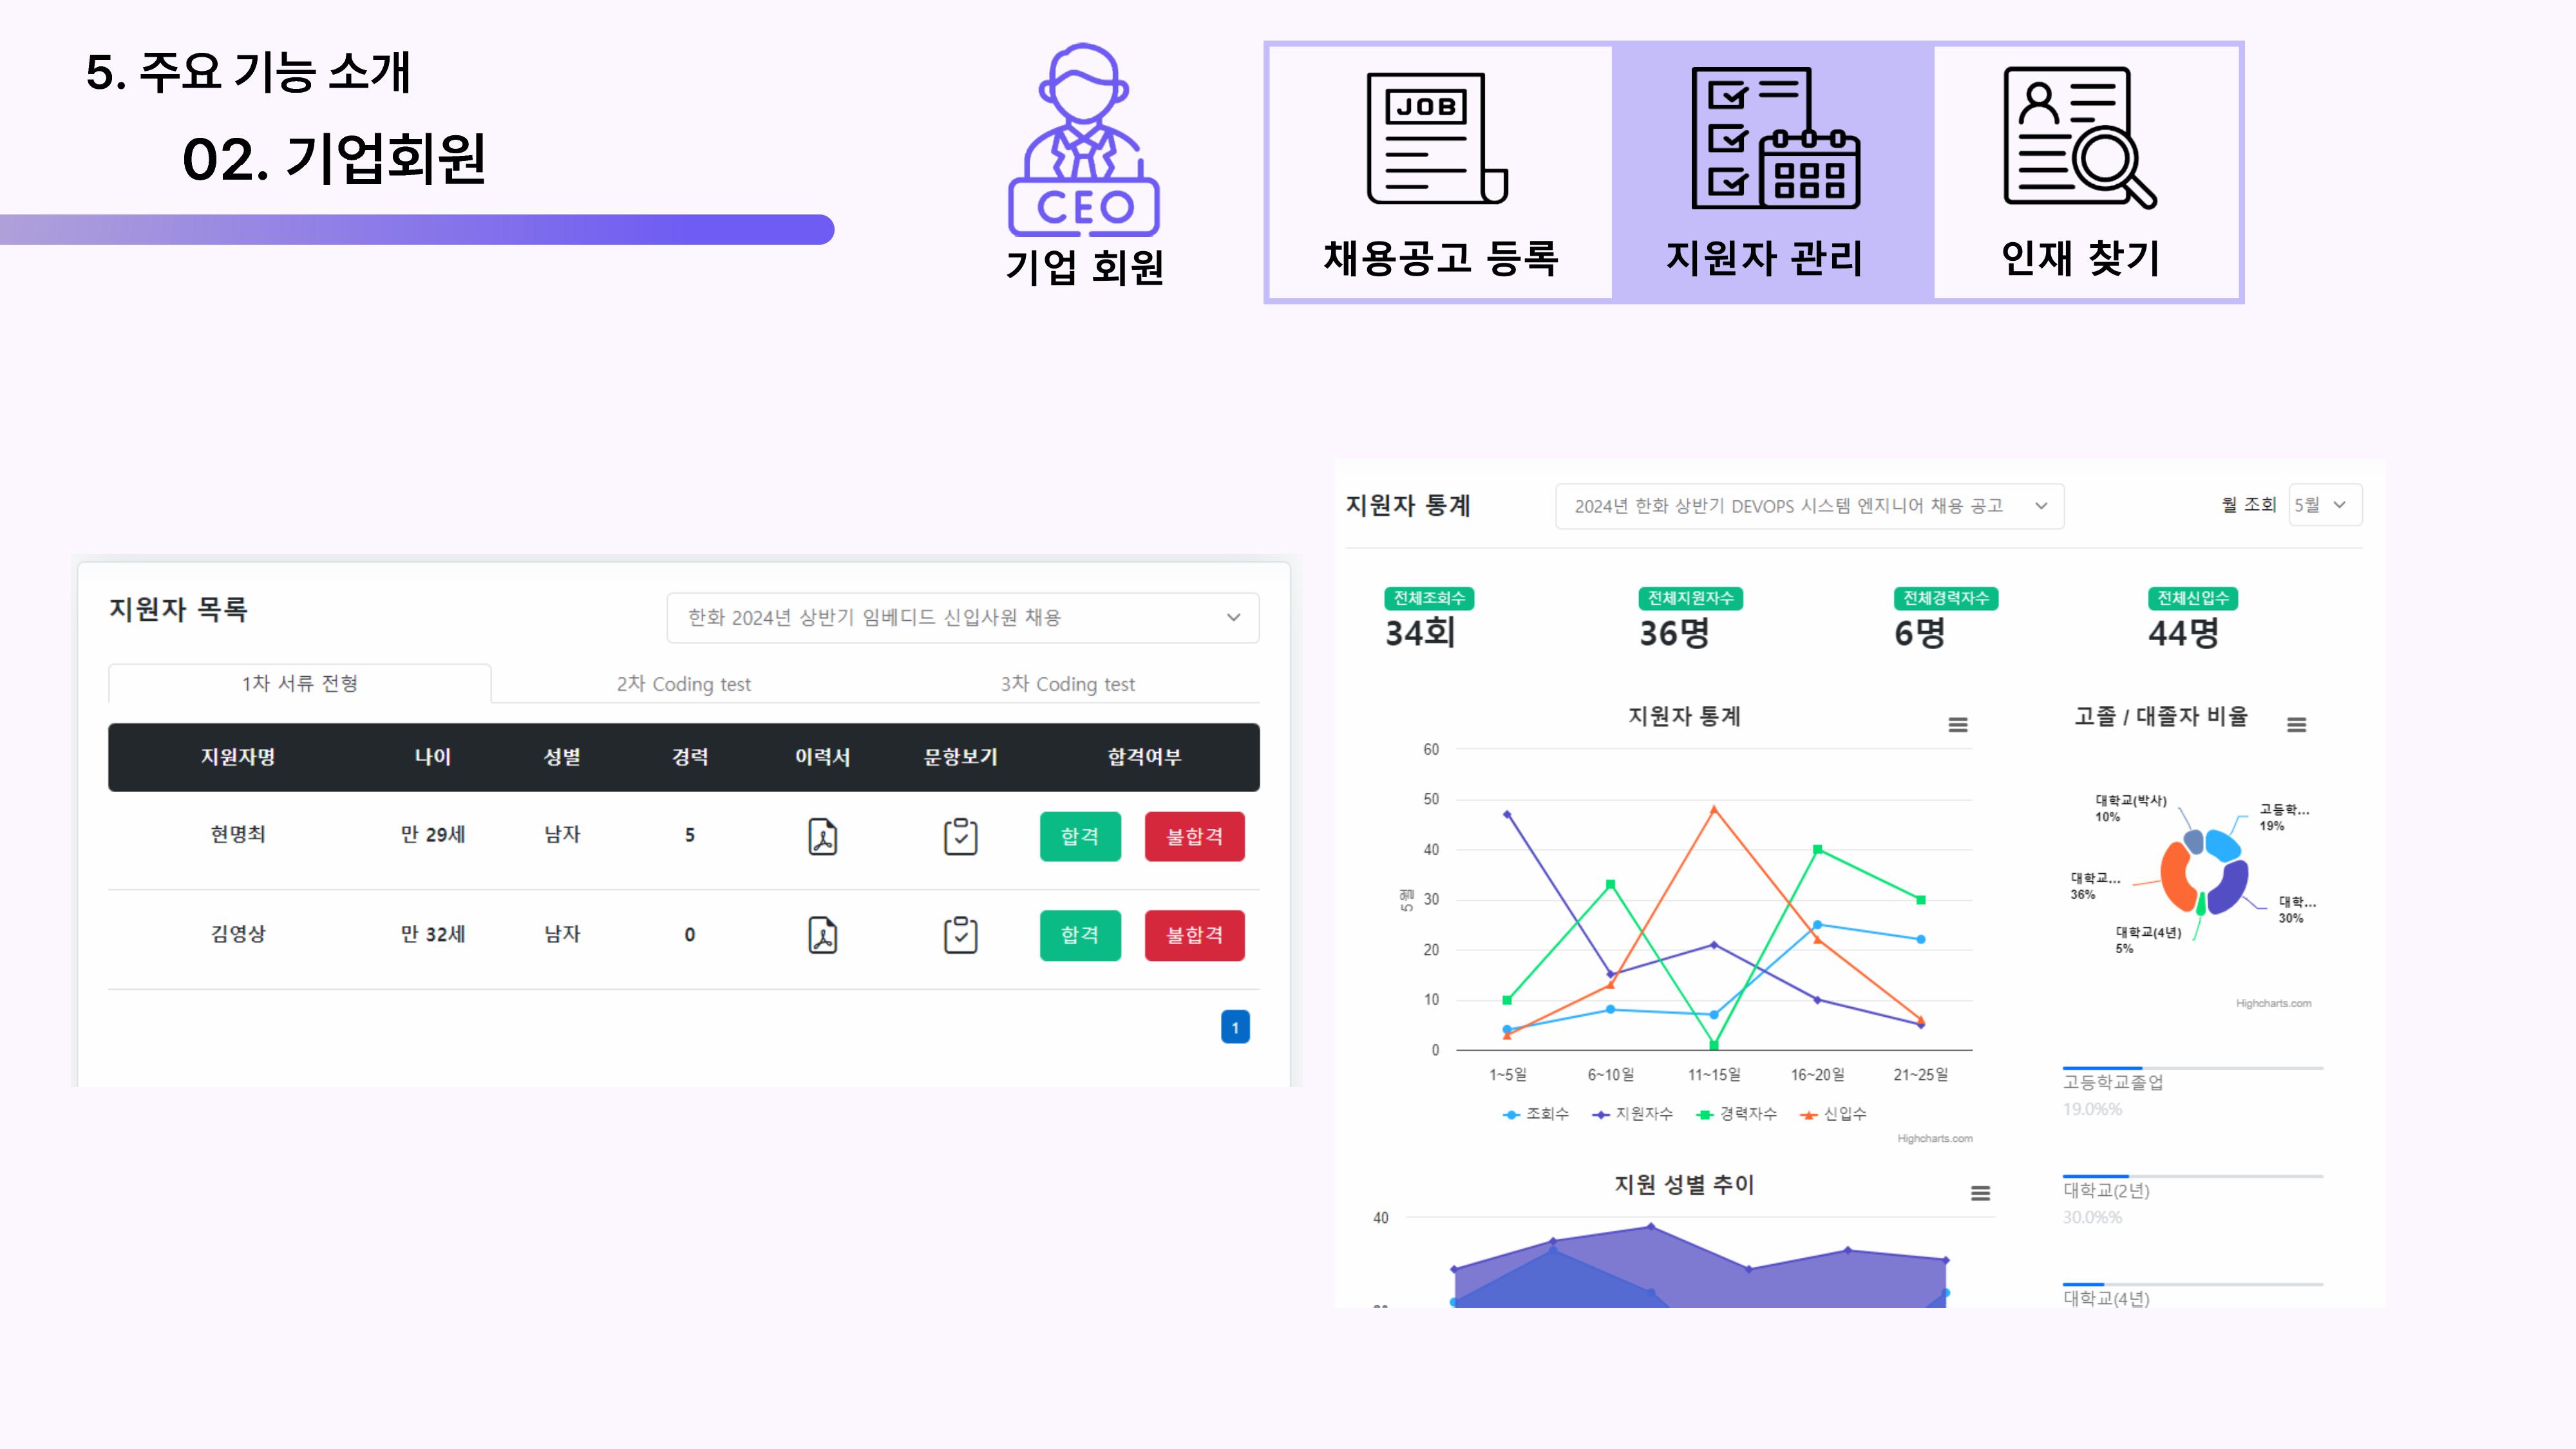 5. 주요 기능 소개
02. 기업회원
CEO
기업 회원
JOB
채용공고 등록
지원자 관리
인재 찾기
지원자 목록
한화 2024년 상반기 임베디드 신입사원 채용
1차 서류 전형
2차 Coding test
3차 Coding test
지원자명 나이 성별 경력 이력서 문항보기 합격여부
현명최 만 29세 남자 5 합격 불합격
김영상 만 32세 남자 0 합격 불합격
1
지원자 통계
2024년 한화 상반기 DEVOPS 시스템 엔지니어 채용 공고
월 조회 5월
전체조회수
34회
전체지원자수
36명
전체경력자수
6명
전체신입수
44명
지원자 통계
60
50
40
30
20
10
0
5월
1~5일 6~10일 11~15일 16~20일 21~25일
조회수 지원자수 경력자수 신입수
Highcharts.com
고졸 / 대졸자 비율
대학교(박사)
10%
고등학...
19%
대학교...
36%
대학...
30%
대학교(4년)
5%
Highcharts.com
고등학교졸업
19.0%%
대학교(2년)
30.0%%
대학교(4년)
지원 성별 추이
40